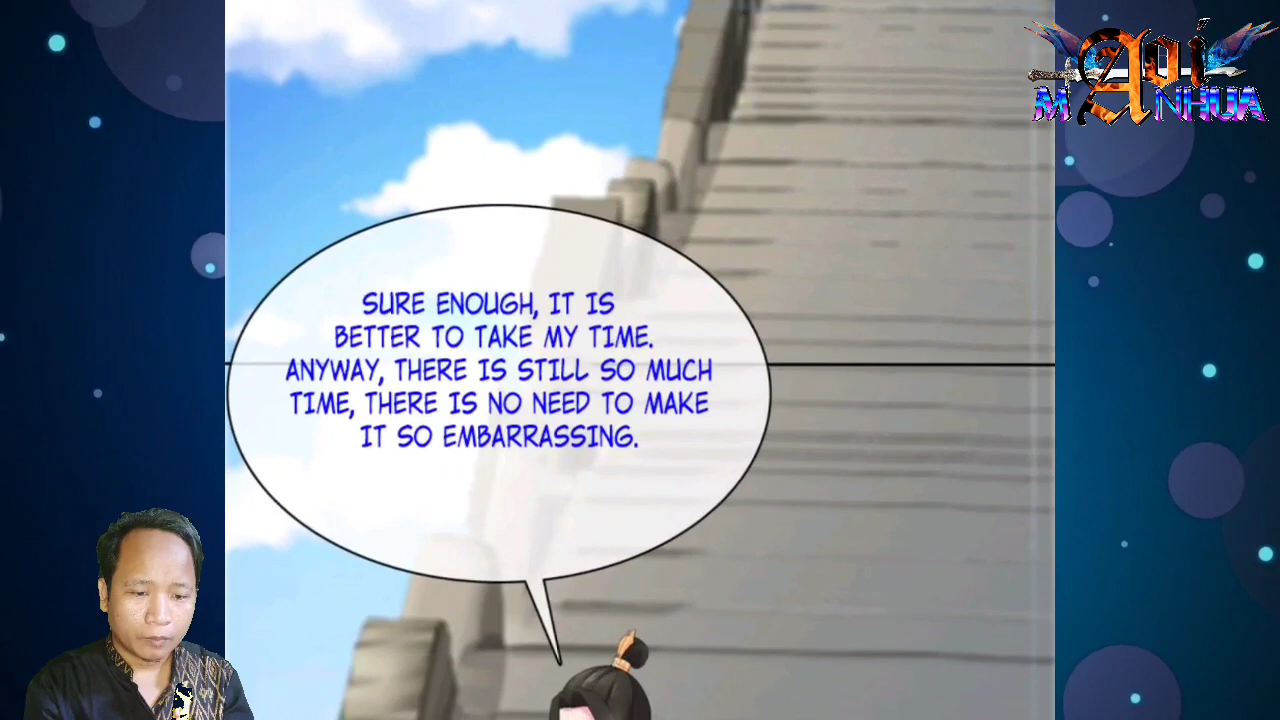 Aoi
MANHUA
SURE ENOUGH, IT IS
BETTER TO TAKE MY TIME.
ANYWAY, THERE IS STILL SO MUCH
TIME, THERE IS NO NEED TO MAKE
IT SO EMBARRASSING.